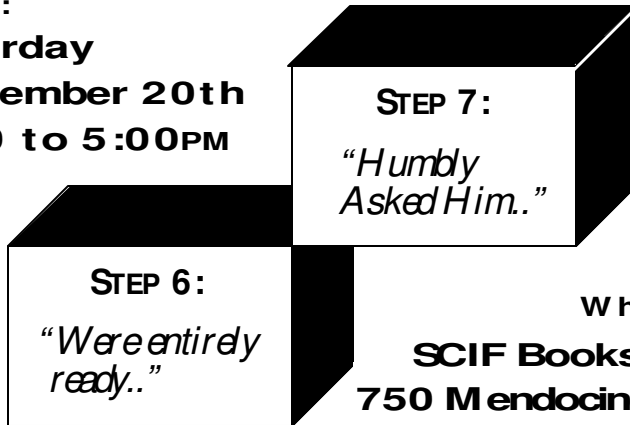 :
rday
ember 20th
to 5:00PM
STEP 7:
“Humbly
Asked Him..”
STEP 6:
“Were entirely
ready..”
Wh
SCIF Books
750 Mendocin